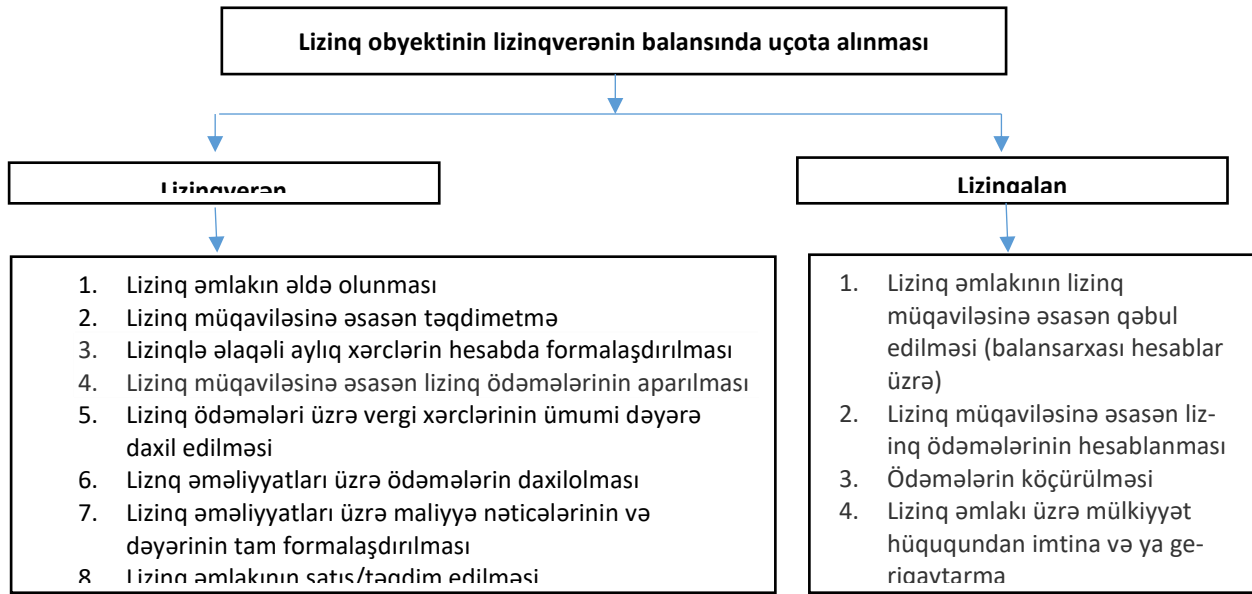 Lizinq obyektinin lizinqverənin balansında uçota alınması
Lizinqverən
Lizinqalan
1. Lizinq əmlakın əldə olunması
2. Lizinq müqaviləsinə əsasən təqdimetmə
3. Lizinqlə əlaqəli aylıq xərclərin hesabda formalaşdırılması
4. Lizinq müqaviləsinə əsasən lizinq ödəmələrinin aparılması
5. Lizinq ödəmələri üzrə vergi xərclərinin ümumi dəyərə
daxil edilməsi
6. Liznq əməliyyatları üzrə ödəmələrin daxilolması
7. Lizinq əməliyyatları üzrə maliyyə nəticələrinin və
dəyərinin tam formalaşdırılması
8. Lizinq əmlakının satış/təqdim edilməsi
1. Lizinq əmlakının lizinq
müqaviləsinə əsasən qəbul
edilməsi (balansarxası hesablar
üzrə)
2. Lizinq müqaviləsinə əsasən liz-
inq ödəmələrinin hesablanması
3. Ödəmələrin köçürülməsi
4. Lizinq əmlakı üzrə mülkiyyət
hüququndan imtina və ya ge-
riqaytarma